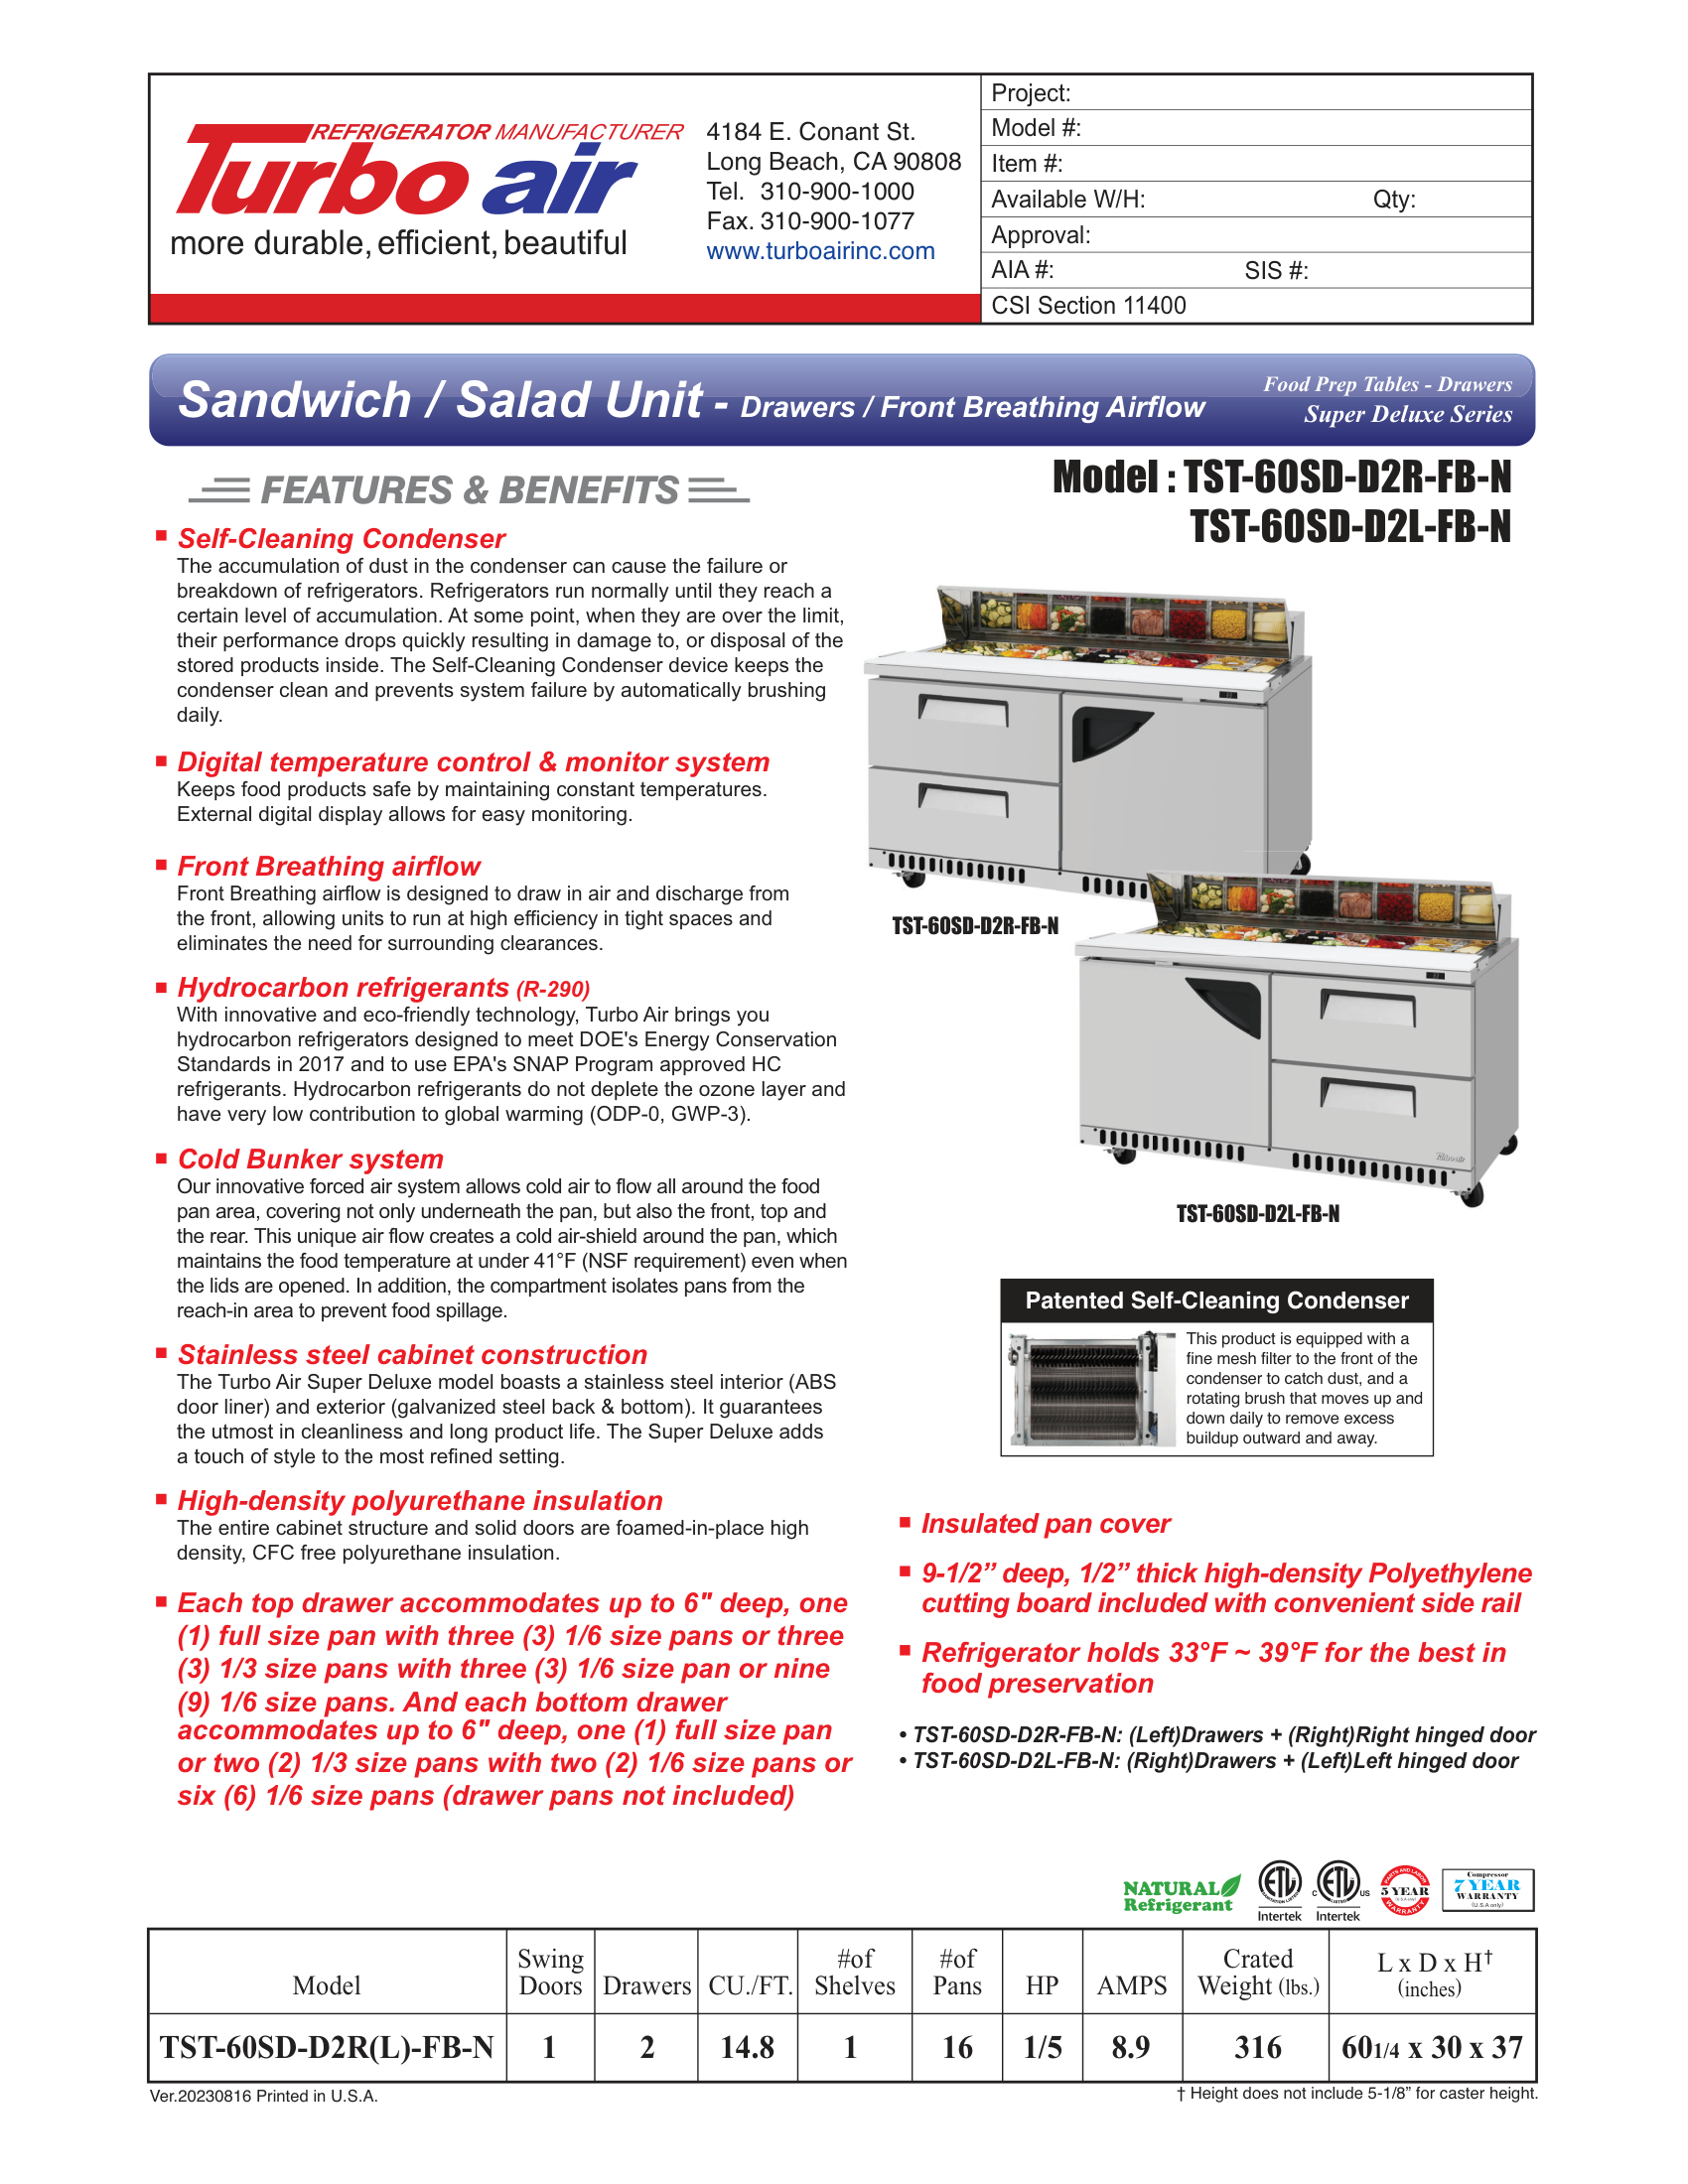 REFRIGERATOR MANUFACTURER
Turbo air
more durable, efficient, beautiful
4184 E. Conant St.
Long Beach, CA 90808
Tel. 310-900-1000
Fax. 310-900-1077
www.turboairinc.com
Project:
Model #:
Item #:
Available W/H: Qty:
Approval:
AIA #: SIS #:
CSI Section 11400
Sandwich / Salad Unit - Drawers / Front Breathing Airflow
Food Prep Tables - Drawers
Super Deluxe Series
FEATURES & BENEFITS
Model : TST-60SD-D2R-FB-N
TST-60SD-D2L-FB-N
▪ Self-Cleaning Condenser
The accumulation of dust in the condenser can cause the failure or
breakdown of refrigerators. Refrigerators run normally until they reach a
certain level of accumulation. At some point, when they are over the limit,
their performance drops quickly resulting in damage to, or disposal of the
stored products inside. The Self-Cleaning Condenser device keeps the
condenser clean and prevents system failure by automatically brushing
daily.
▪ Digital temperature control & monitor system
Keeps food products safe by maintaining constant temperatures.
External digital display allows for easy monitoring.
▪ Front Breathing airflow
Front Breathing airflow is designed to draw in air and discharge from
the front, allowing units to run at high efficiency in tight spaces and
eliminates the need for surrounding clearances.
▪ Hydrocarbon refrigerants (R-290)
With innovative and eco-friendly technology, Turbo Air brings you
hydrocarbon refrigerators designed to meet DOE's Energy Conservation
Standards in 2017 and to use EPA's SNAP Program approved HC
refrigerants. Hydrocarbon refrigerants do not deplete the ozone layer and
have very low contribution to global warming (ODP-0, GWP-3).
▪ Cold Bunker system
Our innovative forced air system allows cold air to flow all around the food
pan area, covering not only underneath the pan, but also the front, top and
the rear. This unique air flow creates a cold air-shield around the pan, which
maintains the food temperature at under 41°F (NSF requirement) even when
the lids are opened. In addition, the compartment isolates pans from the
reach-in area to prevent food spillage.
▪ Stainless steel cabinet construction
The Turbo Air Super Deluxe model boasts a stainless steel interior (ABS
door liner) and exterior (galvanized steel back & bottom). It guarantees
the utmost in cleanliness and long product life. The Super Deluxe adds
a touch of style to the most refined setting.
▪ High-density polyurethane insulation
The entire cabinet structure and solid doors are foamed-in-place high
density, CFC free polyurethane insulation.
▪ Each top drawer accommodates up to 6" deep, one
(1) full size pan with three (3) 1/6 size pans or three
(3) 1/3 size pans with three (3) 1/6 size pan or nine
(9) 1/6 size pans. And each bottom drawer
accommodates up to 6" deep, one (1) full size pan
or two (2) 1/3 size pans with two (2) 1/6 size pans or
six (6) 1/6 size pans (drawer pans not included)
TST-60SD-D2R-FB-N
Turbo air
TST-60SD-D2L-FB-N
Patented Self-Cleaning Condenser
This product is equipped with a
fine mesh filter to the front of the
condenser to catch dust, and a
rotating brush that moves up and
down daily to remove excess
buildup outward and away.
▪ Insulated pan cover
▪ 9-1/2” deep, 1/2” thick high-density Polyethylene
cutting board included with convenient side rail
▪ Refrigerator holds 33°F ~ 39°F for the best in
food preservation
• TST-60SD-D2R-FB-N: (Left)Drawers + (Right)Right hinged door
• TST-60SD-D2L-FB-N: (Right)Drawers + (Left)Left hinged door
NATURAL
Refrigerant
ETL
Intertek
C ETL US
Intertek
PARTS AND LABOR
5 YEAR
WARRANTY
Compressor
7 YEAR
WARRANTY
(U.S.A only)
Model Swing Doors Drawers CU./FT. #of Shelves #of Pans HP AMPS Crated Weight (lbs.) L x D x H† (inches)
TST-60SD-D2R(L)-FB-N 1 2 14.8 1 16 1/5 8.9 316 60 1/4 x 30 x 37
Ver.20230816 Printed in U.S.A.
† Height does not include 5-1/8” for caster height.